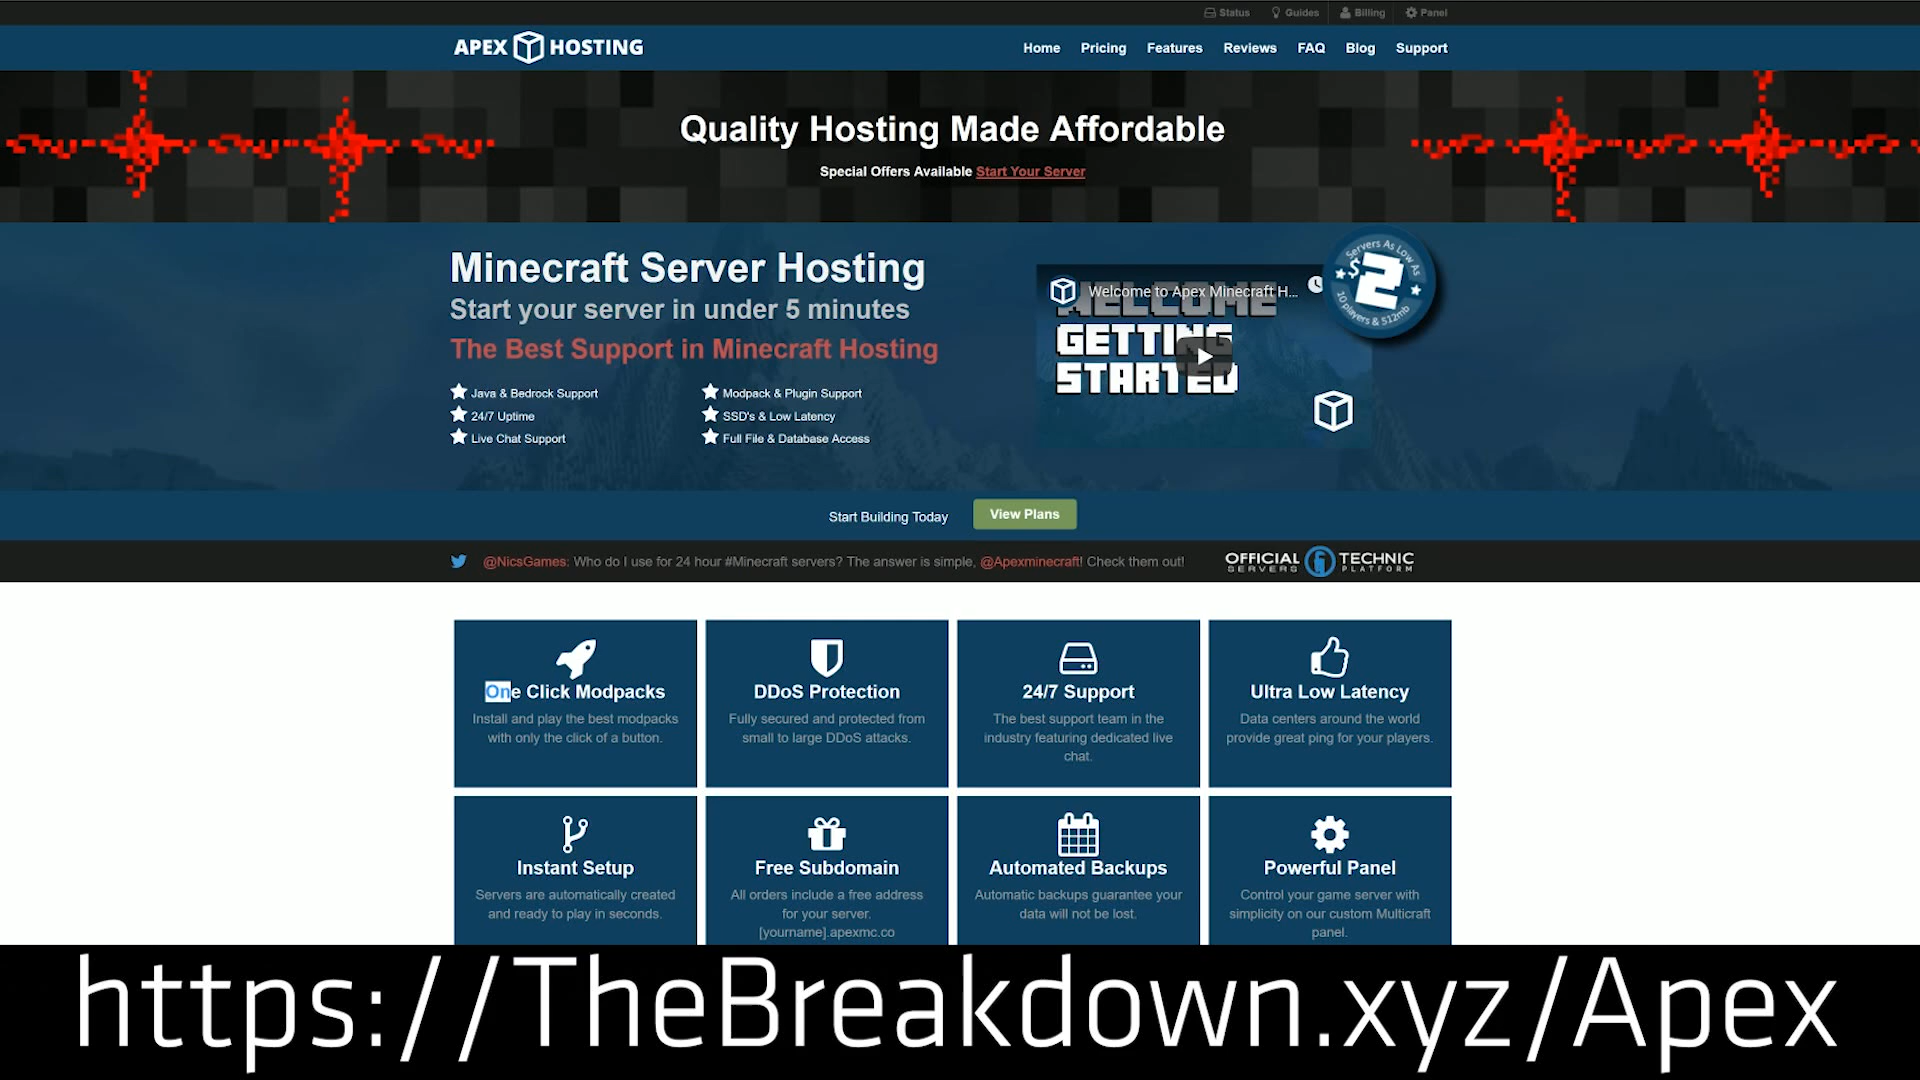 Status Guides Billing Panel
APEX HOSTING
Home Pricing Features Reviews FAQ Blog Support
Quality Hosting Made Affordable
Special Offers Available Start Your Server
Minecraft Server Hosting
Start your server in under 5 minutes
The Best Support in Minecraft Hosting
Java & Bedrock Support
Modpack & Plugin Support
24/7 Uptime
SSD's & Low Latency
Live Chat Support
Full File & Database Access
Welcome to Apex Minecraft H...
WELCOME
GETTING
STARTED
Servers As Low As
$2
10 players & 512mb
Start Building Today
View Plans
@NicsGames: Who do I use for 24 hour #Minecraft servers? The answer is simple, @Apexminecraft! Check them out!
OFFICIAL SERVERS
TECHNIC PLATFORM
One Click Modpacks
Install and play the best modpacks
with only the click of a button.
DDoS Protection
Fully secured and protected from
small to large DDoS attacks.
24/7 Support
The best support team in the
industry featuring dedicated live
chat.
Ultra Low Latency
Data centers around the world
provide great ping for your players.
Instant Setup
Servers are automatically created
and ready to play in seconds.
Free Subdomain
All orders include a free address
for your server.
[yourname].apexmc.co
Automated Backups
Automatic backups guarantee your
data will not be lost.
Powerful Panel
Control your game server with
simplicity on our custom Multicraft
panel.
https://TheBreakdown.xyz/Apex